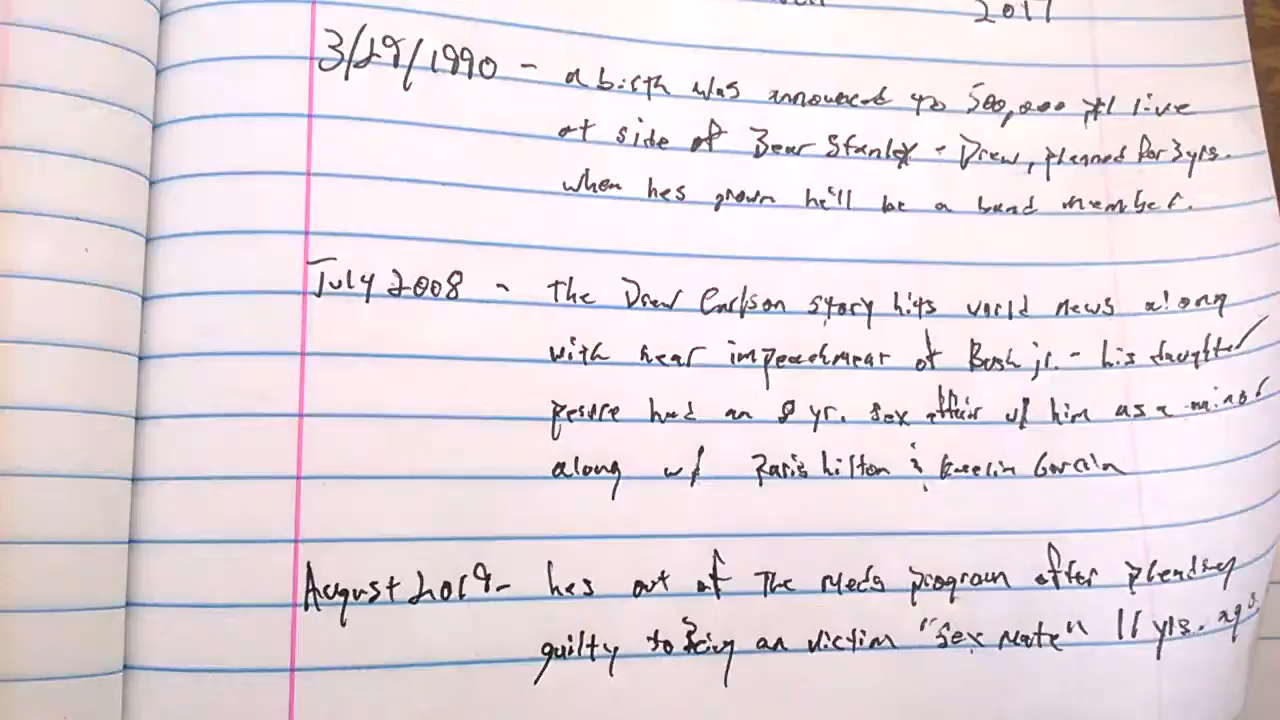 2017
3/29/1990 - a birth was announced to 500,000 ppl live
at side of Bear Stanley - Drew, planned for 3 yrs.
when hes grown he'll be a band member.
July 2008 - the Drew Carlson story hits world news along
with near impeachment of Bush jr. - his daughter
had an 8 yr. sex affair w/ him as a minor
along w/ Paris hilton &
August 2019 - hes out of The Meds program after pleading
guilty to being an victim "sex mate" 11 yrs. ago.